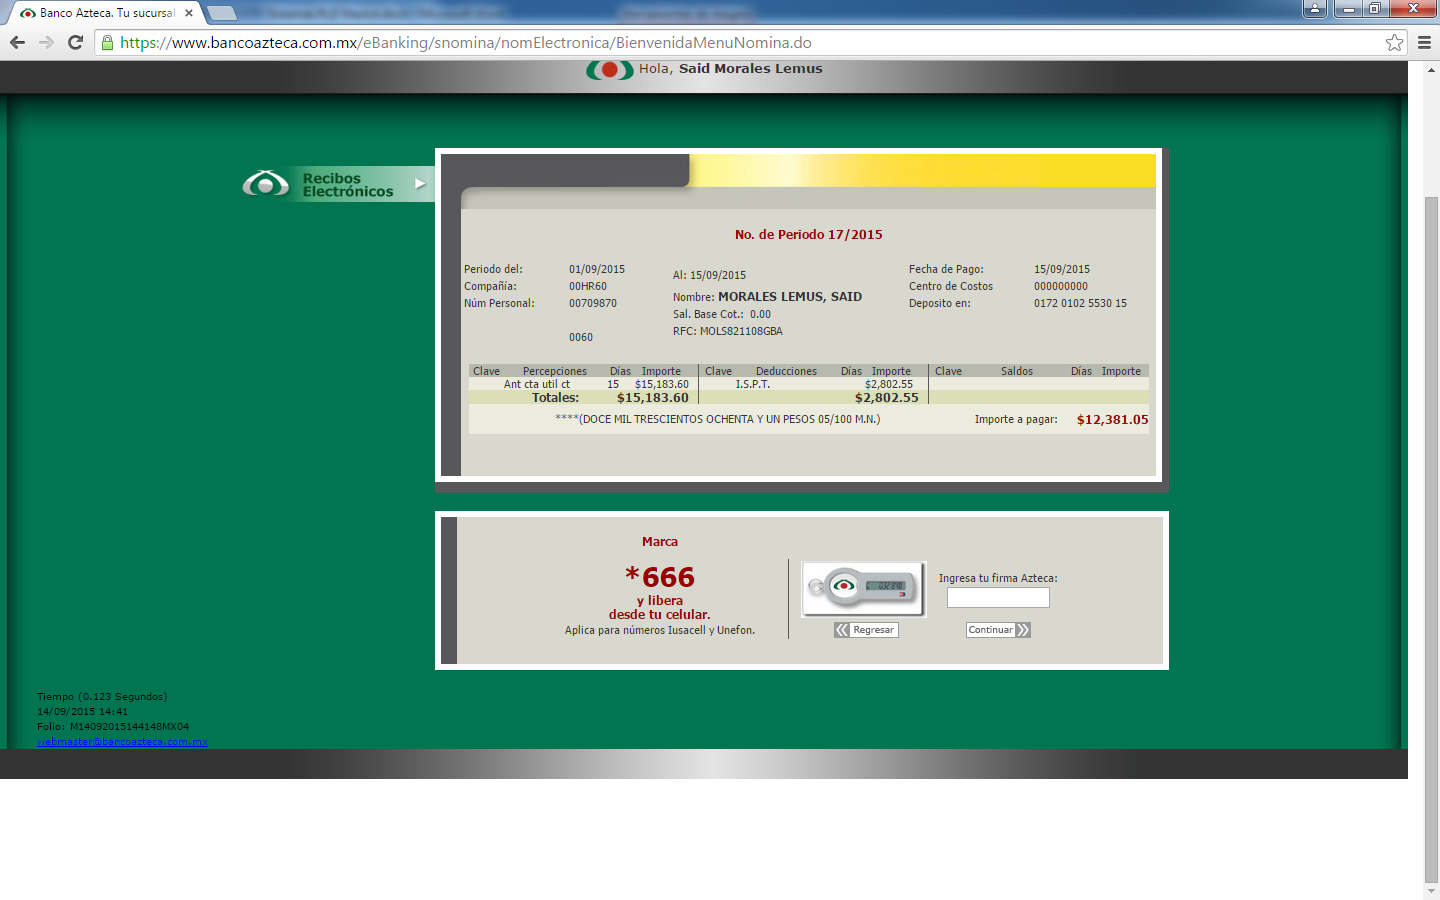 Banco Azteca. Tu sucursal
https://www.bancoazteca.com.mx/eBanking/snomina/nomElectronica/BienvenidaMenuNomina.do
Hola, Said Morales Lemus
Recibos
Electrónicos
No. de Periodo 17/2015
Periodo del: 01/09/2015 Al: 15/09/2015 Fecha de Pago: 15/09/2015
Compañía: 00HR60 Nombre: MORALES LEMUS, SAID Centro de Costos 000000000
Núm Personal: 00709870 Sal. Base Cot.: 0.00 Deposito en: 0172 0102 5530 15
0060 RFC: MOLS821108GBA
Clave Percepciones Días Importe Clave Deducciones Días Importe Clave Saldos Días Importe
Ant cta util ct 15 $15,183.60 I.S.P.T. $2,802.55
Totales: $15,183.60 $2,802.55
****(DOCE MIL TRESCIENTOS OCHENTA Y UN PESOS 05/100 M.N.) Importe a pagar: $12,381.05
Marca
*666
y libera
desde tu celular.
Aplica para números Iusacell y Unefon.
Ingresa tu firma Azteca:
Regresar Continuar
Tiempo (0.123 Segundos)
14/09/2015 14:41
Folio: M14092015144148MX04
webmaster@bancoazteca.com.mx